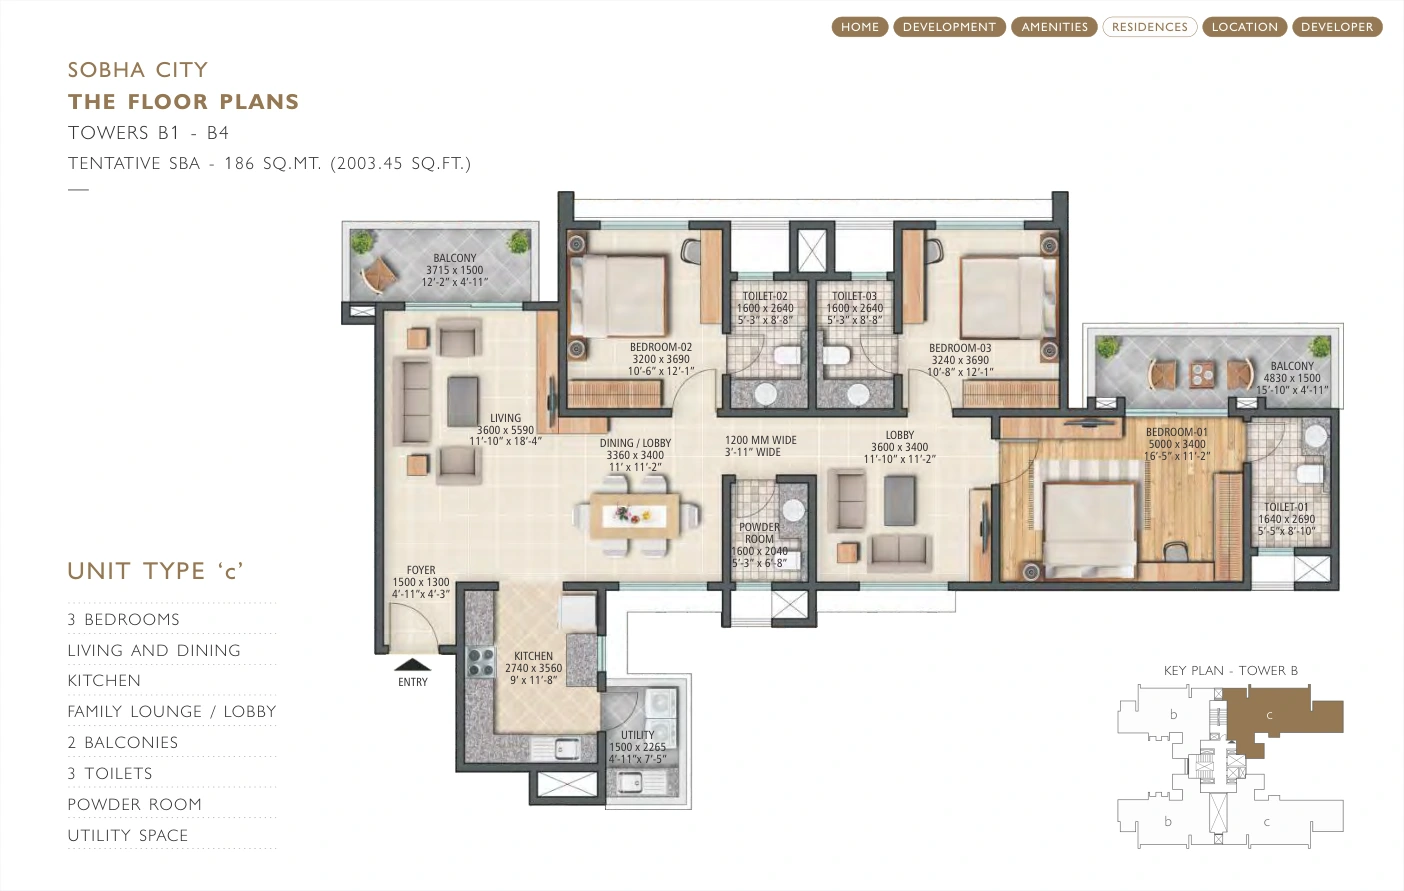 HOME
DEVELOPMENT
AMENITIES
RESIDENCES
LOCATION
DEVELOPER
SOBHA CITY
THE FLOOR PLANS
TOWERS B1 - B4
TENTATIVE SBA - 186 SQ.MT. (2003.45 SQ.FT.)
BALCONY
3715 x 1500
12'-2" x 4'-11"
BEDROOM-02
3200 x 3690
10'-6" x 12'-1"
TOILET-02
1600 x 2640
5'-3" x 8'-8"
TOILET-03
1600 x 2640
5'-3" x 8'-8"
BEDROOM-03
3240 x 3690
10'-8" x 12'-1"
BALCONY
4830 x 1500
15'-10" x 4'-11"
LIVING
3600 x 5590
11'-10" x 18'-4"
DINING / LOBBY
3360 x 3400
11' x 11'-2"
1200 MM WIDE
3'-11" WIDE
LOBBY
3600 x 3400
11'-10" x 11'-2"
BEDROOM-01
5000 x 3400
16'-5" x 11'-2"
TOILET-01
1640 x 2690
5'-5"x 8'-10"
POWDER
ROOM
1600 x 2040
5'-3" x 6'-8"
FOYER
1500 x 1300
4'-11"x 4'-3"
ENTRY
KITCHEN
2740 x 3560
9' x 11'-8"
UTILITY
1500 x 2265
4'-11"x 7'-5"
UNIT TYPE ‘c’
3 BEDROOMS
LIVING AND DINING
KITCHEN
FAMILY LOUNGE / LOBBY
2 BALCONIES
3 TOILETS
POWDER ROOM
UTILITY SPACE
KEY PLAN - TOWER B
b
c
b
c